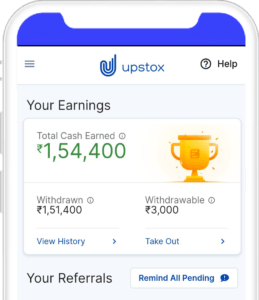 upstox
Help
Your Earnings
Total Cash Earned
₹1,54,400
Withdrawn
₹1,51,400
Withdrawable
₹3,000
View History
Take Out
Your Referrals
Remind All Pending